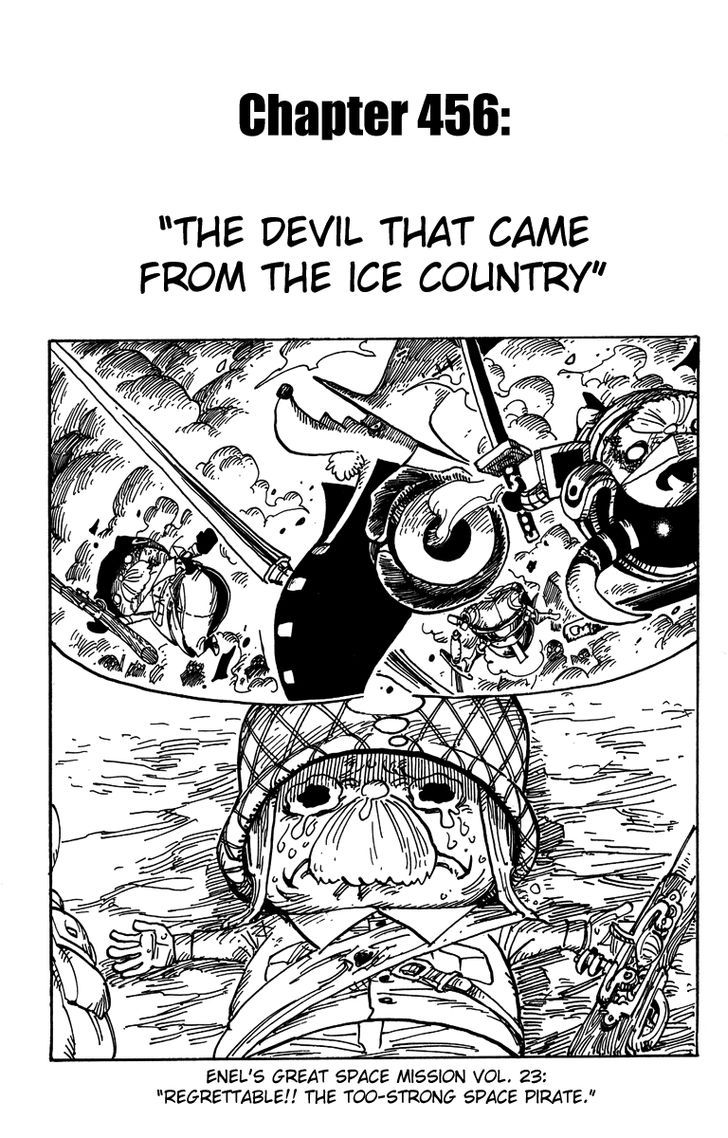 Chapter 456:
"THE DEVIL THAT CAME
FROM THE ICE COUNTRY"
ENEL'S GREAT SPACE MISSION VOL. 23:
"REGRETTABLE!! THE TOO-STRONG SPACE PIRATE."